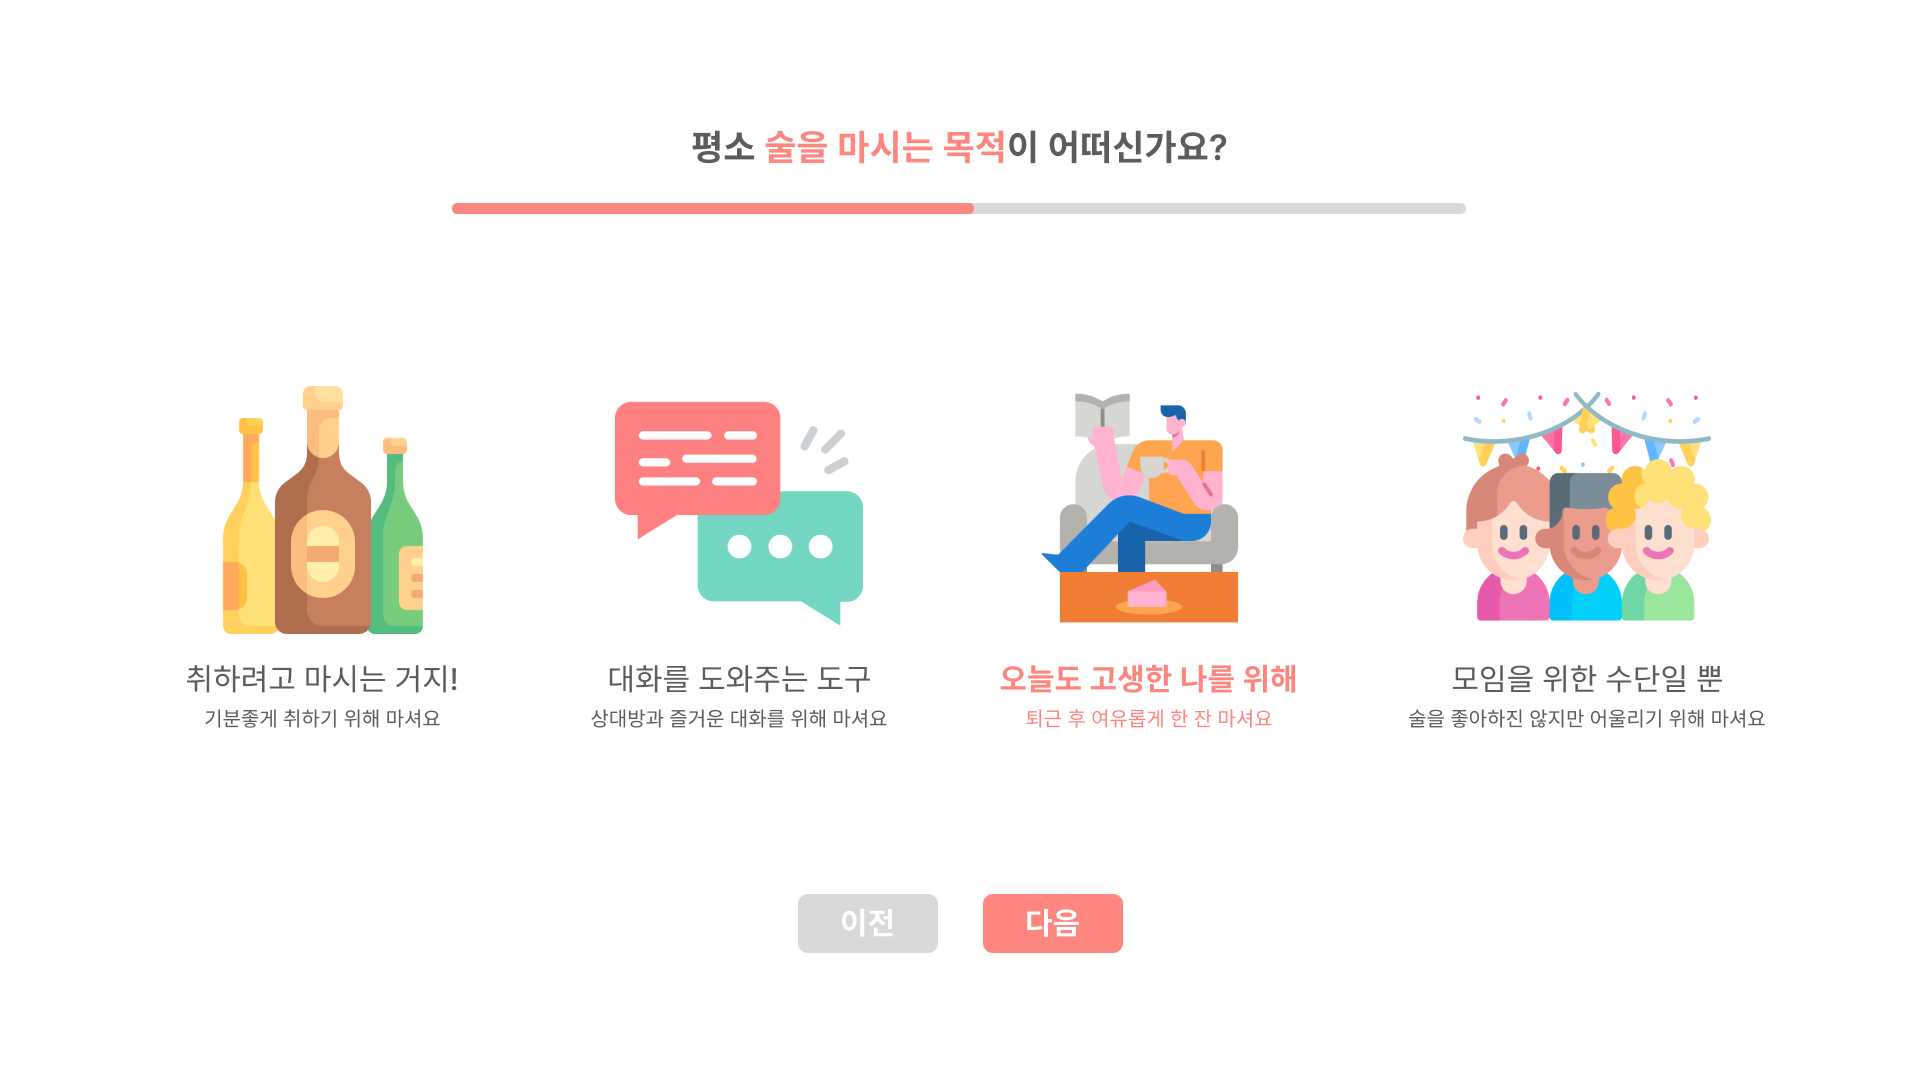 평소 술을 마시는 목적이 어떠신가요?
취하려고 마시는 거지!
기분좋게 취하기 위해 마셔요
대화를 도와주는 도구
상대방과 즐거운 대화를 위해 마셔요
오늘도 고생한 나를 위해
퇴근 후 여유롭게 한 잔 마셔요
모임을 위한 수단일 뿐
술을 좋아하진 않지만 어울리기 위해 마셔요
이전
다음